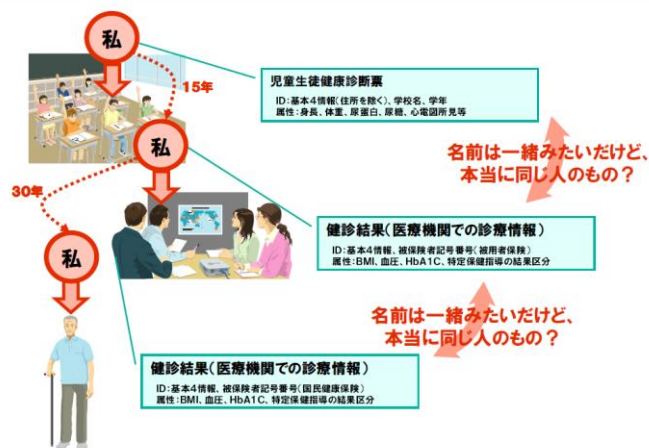 私
15年
児童生徒健康診断票
ID:基本4情報(住所を除く)、学校名、学年
属性:身長、体重、尿蛋白、尿糖、心電図所見等
名前は一緒みたいだけど、
本当に同じ人のもの？
私
30年
健診結果(医療機関での診療情報)
ID:基本4情報、被保険者記号番号(被用者保険)
属性:BMI、血圧、HbA1C、特定保健指導の結果区分
私
名前は一緒みたいだけど、
本当に同じ人のもの？
健診結果(医療機関での診療情報)
ID:基本4情報、被保険者記号番号(国民健康保険)
属性:BMI、血圧、HbA1C、特定保健指導の結果区分